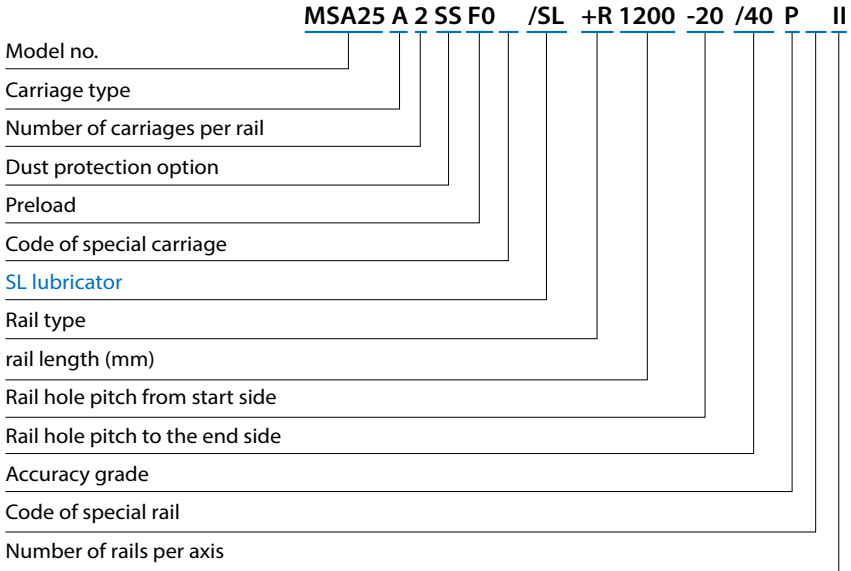 MSA25 A 2 SS F0 /SL +R 1200 -20 /40 P II
Model no.
Carriage type
Number of carriages per rail
Dust protection option
Preload
Code of special carriage
SL lubricator
Rail type
rail length (mm)
Rail hole pitch from start side
Rail hole pitch to the end side
Accuracy grade
Code of special rail
Number of rails per axis